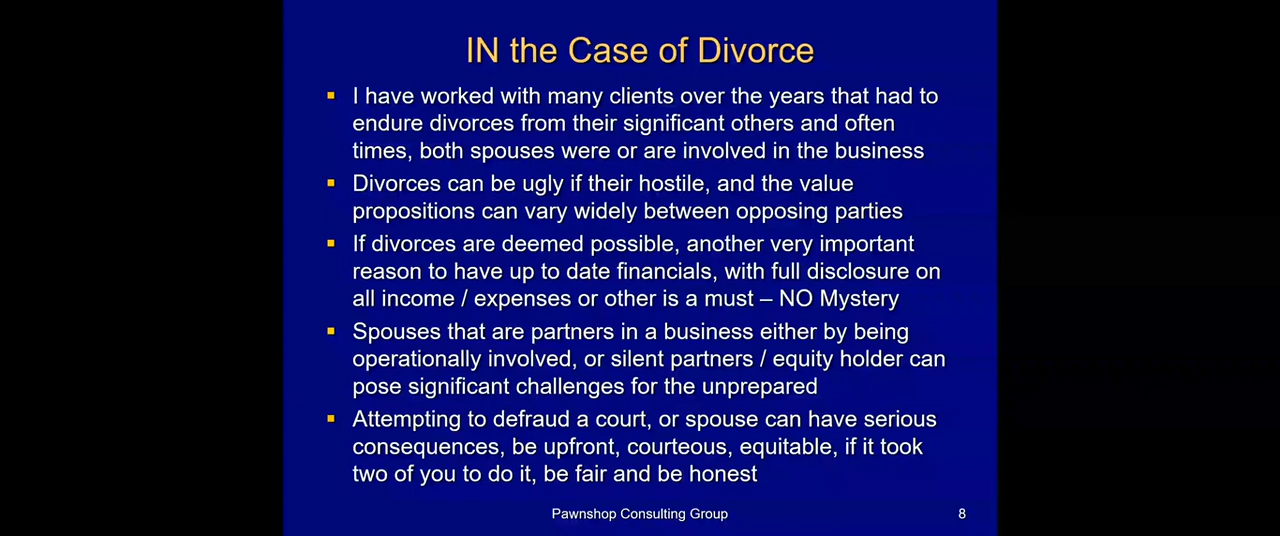 IN the Case of Divorce
▪ I have worked with many clients over the years that had to
endure divorces from their significant others and often
times, both spouses were or are involved in the business
▪ Divorces can be ugly if their hostile, and the value
propositions can vary widely between opposing parties
▪ If divorces are deemed possible, another very important
reason to have up to date financials, with full disclosure on
all income / expenses or other is a must – NO Mystery
▪ Spouses that are partners in a business either by being
operationally involved, or silent partners / equity holder can
pose significant challenges for the unprepared
▪ Attempting to defraud a court, or spouse can have serious
consequences, be upfront, courteous, equitable, if it took
two of you to do it, be fair and be honest
Pawnshop Consulting Group 8